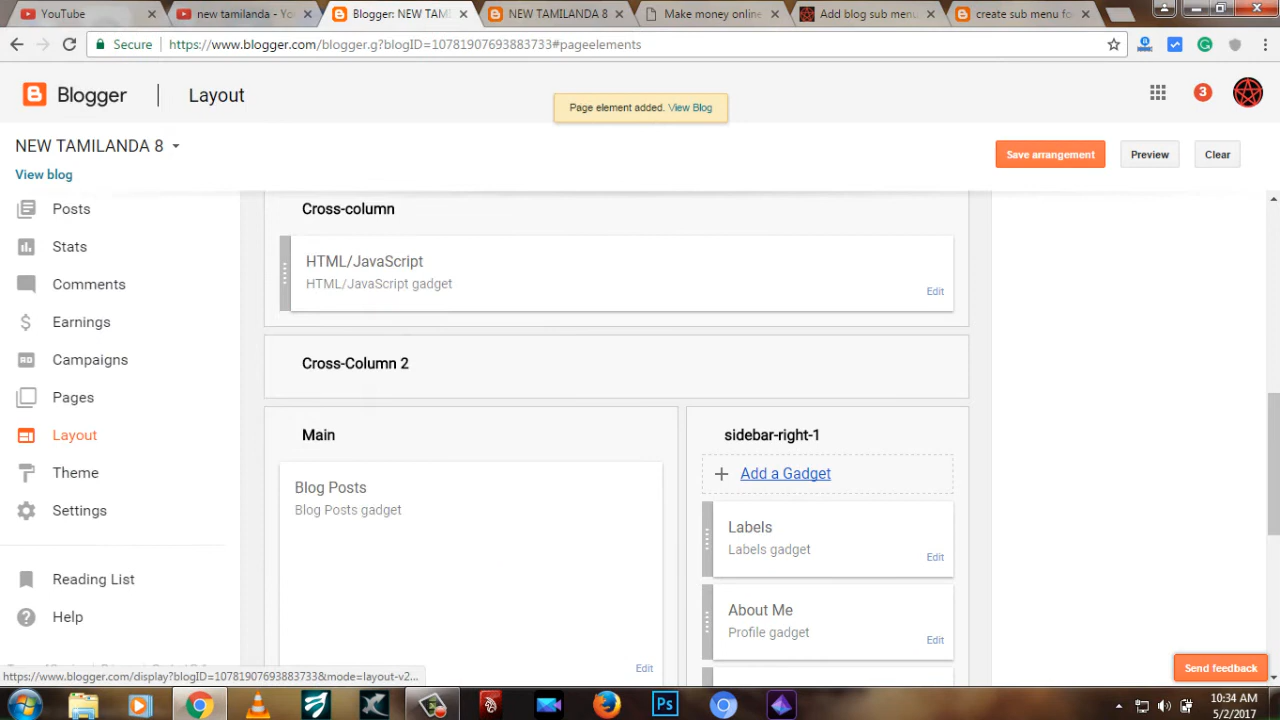 YouTube
new tamilanda - Yo
Blogger: NEW TAM
NEW TAMILANDA 8
Make money online
Add blog sub menu
create sub menu fo
Secure
https://www.blogger.com/blogger.g?blogID=10781907693883733#pageelements
Blogger
Layout
Page element added. View Blog
3
NEW TAMILANDA 8
View blog
Save arrangement
Preview
Clear
Posts
Stats
Comments
Earnings
Campaigns
Pages
Layout
Theme
Settings
Reading List
Help
Cross-column
HTML/JavaScript
HTML/JavaScript gadget
Edit
Cross-Column 2
Main
Blog Posts
Blog Posts gadget
Edit
sidebar-right-1
+ Add a Gadget
Labels
Labels gadget
Edit
About Me
Profile gadget
Edit
https://www.blogger.com/display?blogID=10781907693883733&mode=layout-v2...
Send feedback
Ps
10:34 AM
5/2/2017